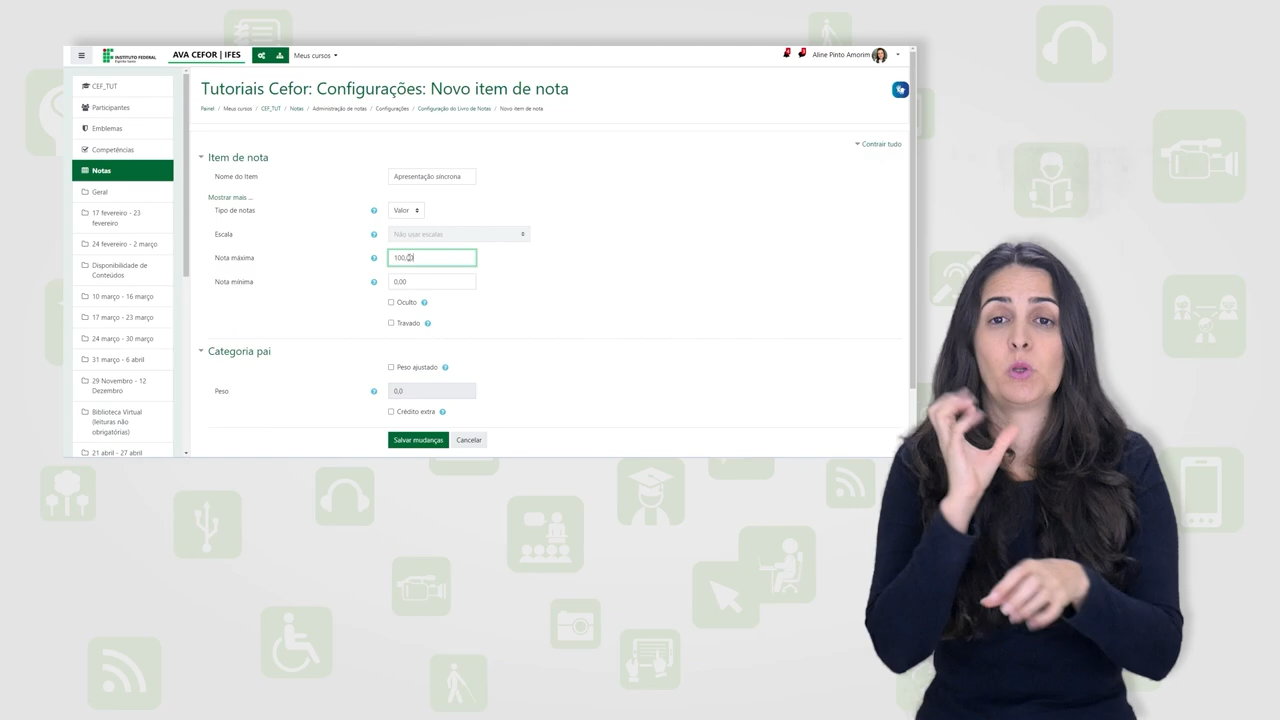 INSTITUTO FEDERAL
Espírito Santo
AVA CEFOR | IFES
Meus cursos
Aline Pinto Amorim
CEF_TUT
Participantes
Emblemas
Competências
Notas
Geral
17 fevereiro - 23
fevereiro
24 fevereiro - 2 março
Disponibilidade de
Conteúdos
10 março - 16 março
17 março - 23 março
24 março - 30 março
31 março - 6 abril
29 Novembro - 12
Dezembro
Biblioteca Virtual
(leituras não
obrigatórias)
21 abril - 27 abril
Tutoriais Cefor: Configurações: Novo item de nota
Painel / Meus cursos / CEF_TUT / Notas / Administração de notas / Configurações / Configuração do Livro de Notas / Novo item de nota
Contrair tudo
Item de nota
Nome do Item
Apresentação síncrona
Mostrar mais ...
Tipo de notas
Valor
Escala
Não usar escalas
Nota máxima
Nota mínima
0,00
Oculto
Travado
Categoria pai
Peso ajustado
Peso
0,0
Crédito extra
Salvar mudanças
Cancelar